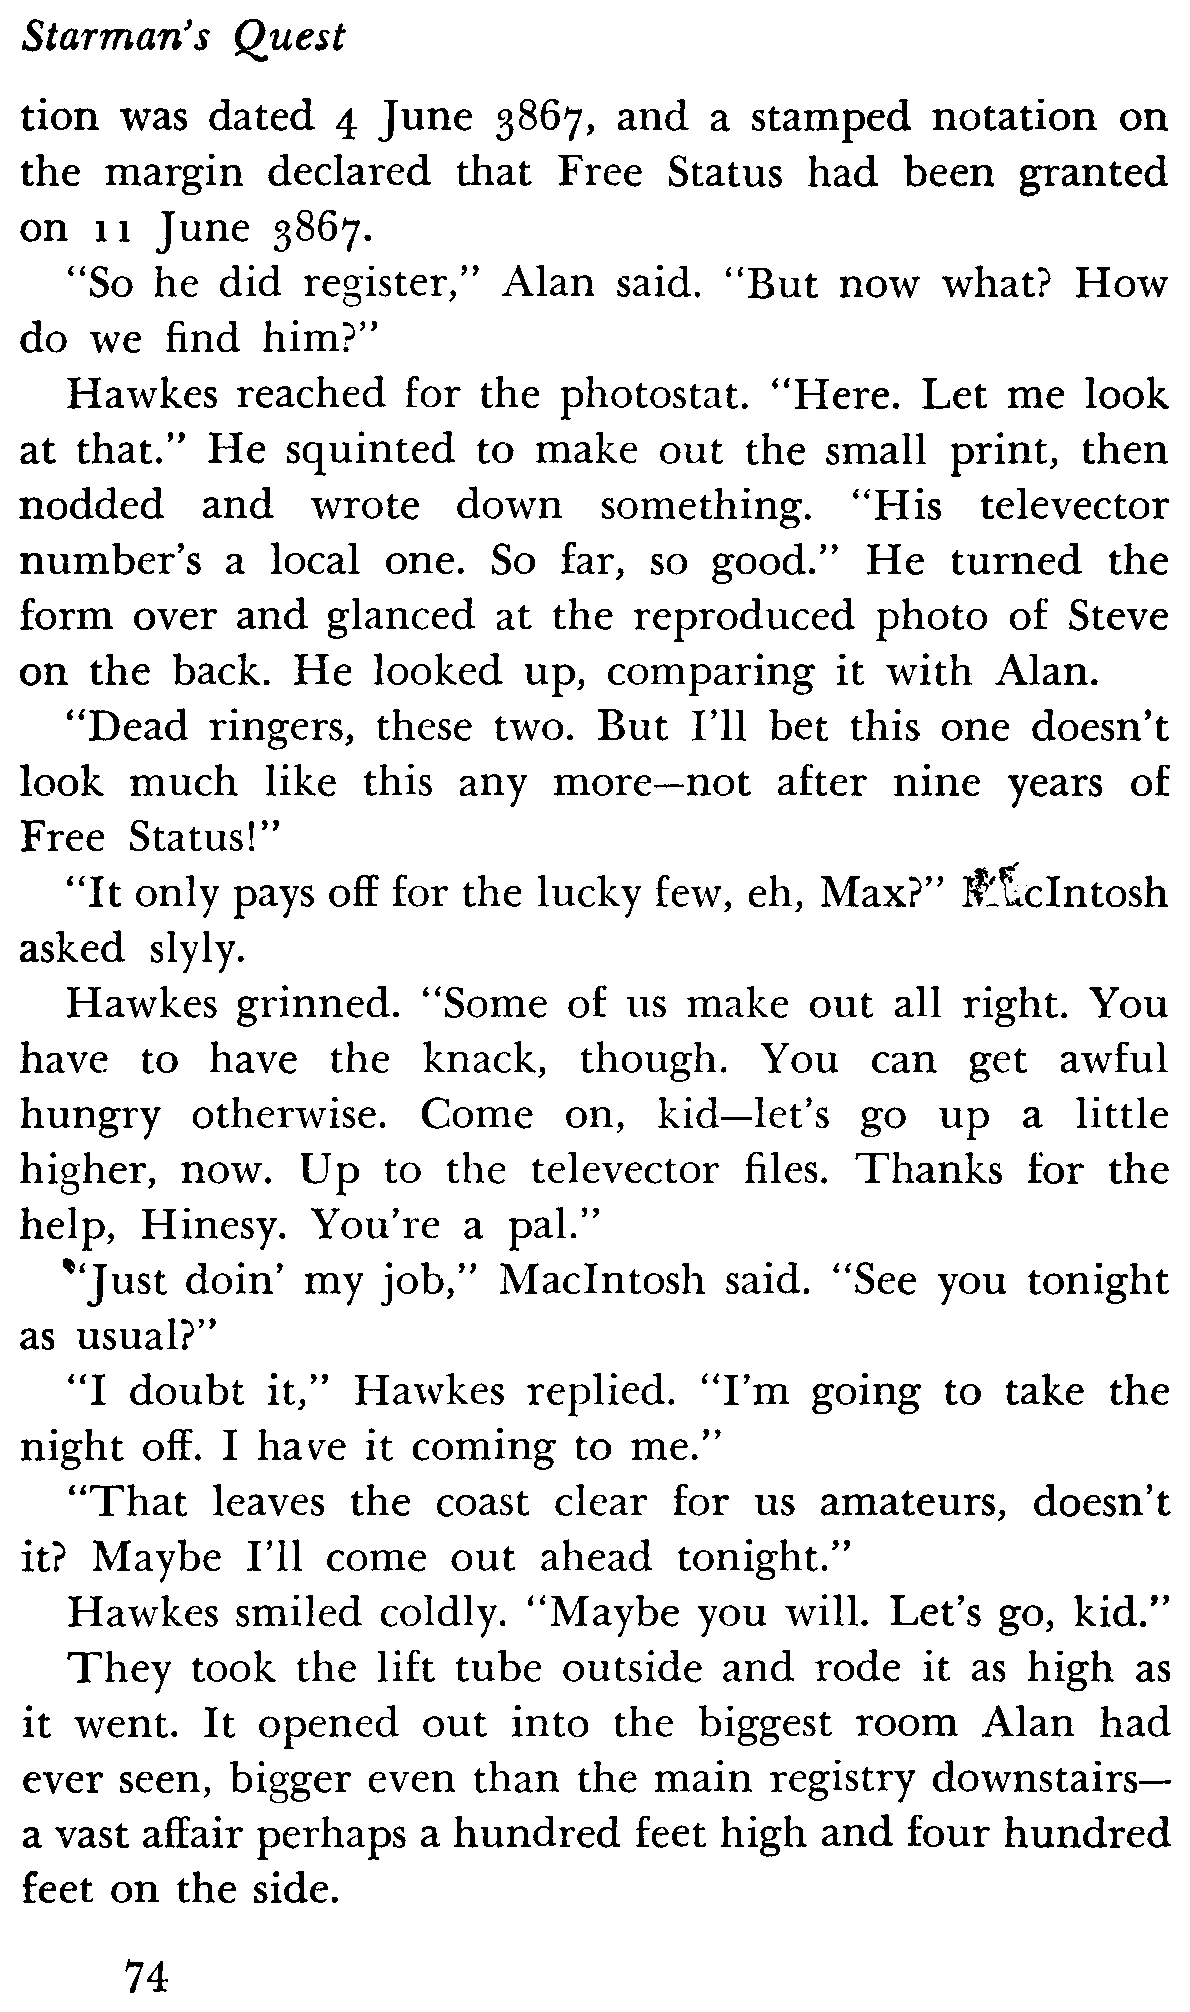 Starman's Quest
tion was dated 4 June 3867, and a stamped notation on
the margin declared that Free Status had been granted
on 11 June 3867.
"So he did register," Alan said. "But now what? How
do we find him?"
Hawkes reached for the photostat. "Here. Let me look
at that." He squinted to make out the small print, then
nodded and wrote down something. "His televector
number's a local one. So far, so good." He turned the
form over and glanced at the reproduced photo of Steve
on the back. He looked up, comparing it with Alan.
"Dead ringers, these two. But I'll bet this one doesn't
look much like this any more—not after nine years of
Free Status!"
"It only pays off for the lucky few, eh, Max?" MacIntosh
asked slyly.
Hawkes grinned. "Some of us make out all right. You
have to have the knack, though. You can get awful
hungry otherwise. Come on, kid—let's go up a little
higher, now. Up to the televector files. Thanks for the
help, Hinesy. You're a pal."
"Just doin' my job," MacIntosh said. "See you tonight
as usual?"
"I doubt it," Hawkes replied. "I'm going to take the
night off. I have it coming to me."
"That leaves the coast clear for us amateurs, doesn't
it? Maybe I'll come out ahead tonight."
Hawkes smiled coldly. "Maybe you will. Let's go, kid."
They took the lift tube outside and rode it as high as
it went. It opened out into the biggest room Alan had
ever seen, bigger even than the main registry downstairs—
a vast affair perhaps a hundred feet high and four hundred
feet on the side.
74